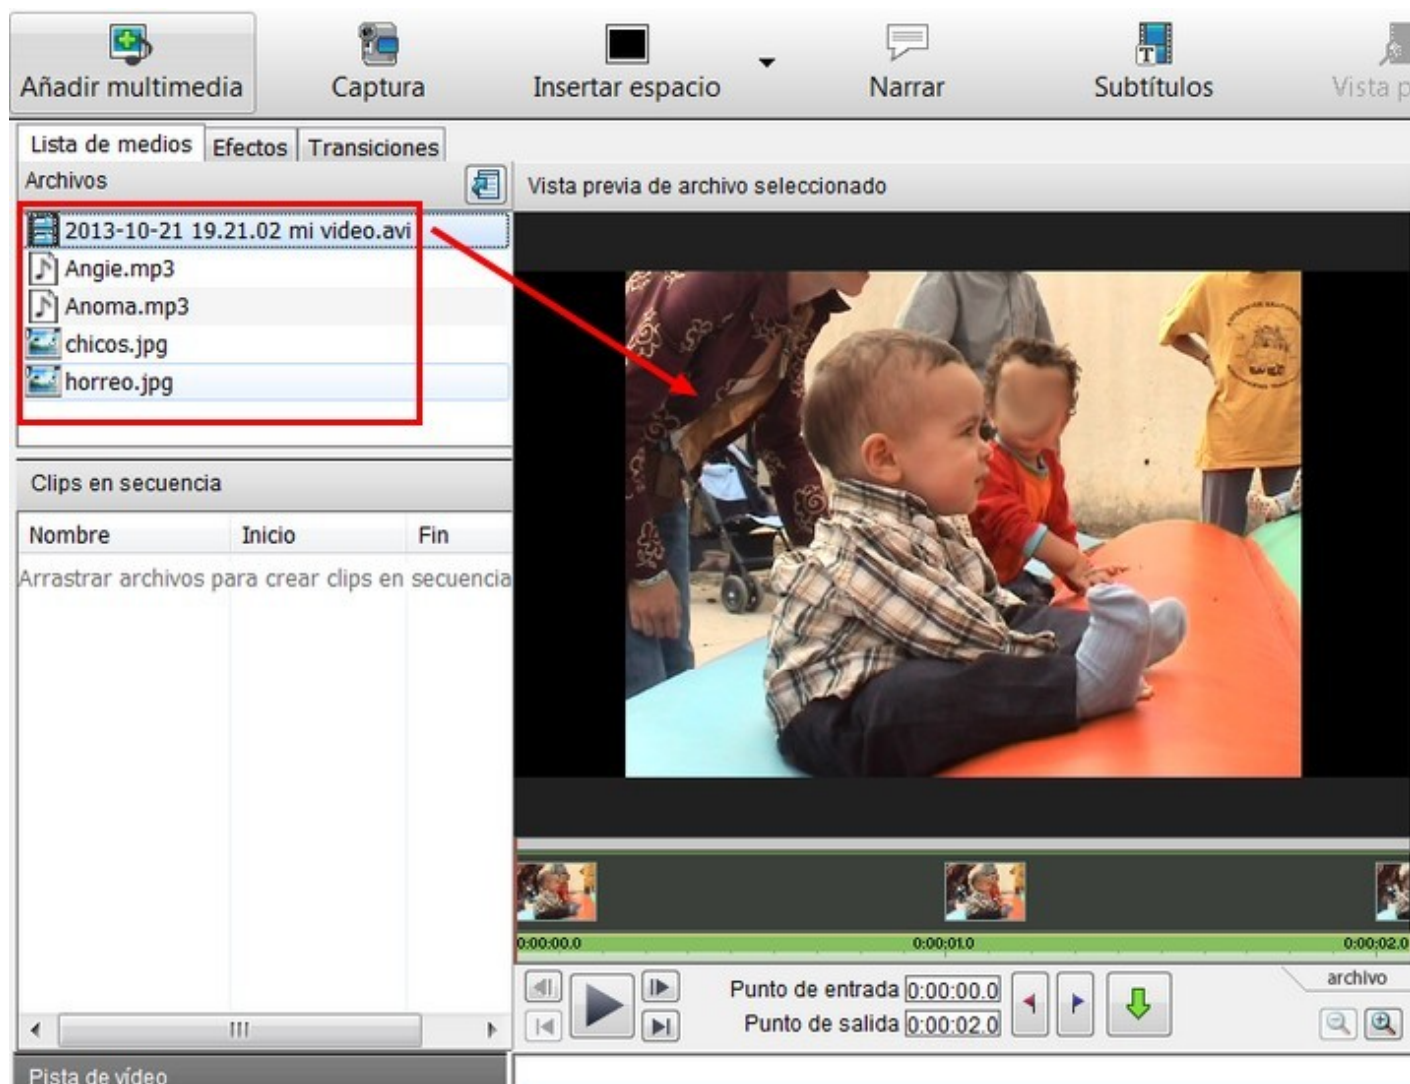 Añadir multimedia
Captura
Insertar espacio
Narrar
Subtítulos
Vista p
Lista de medios
Efectos
Transiciones
Archivos
Vista previa de archivo seleccionado
2013-10-21 19.21.02 mi video.avi
Angie.mp3
Anoma.mp3
chicos.jpg
horreo.jpg
Clips en secuencia
Nombre Inicio Fin
Arrastrar archivos para crear clips en secuencia
0:00:00.0 0:00:01.0 0:00:02.0
Punto de entrada 0:00:00.0
Punto de salida 0:00:02.0
archivo
Pista de vídeo